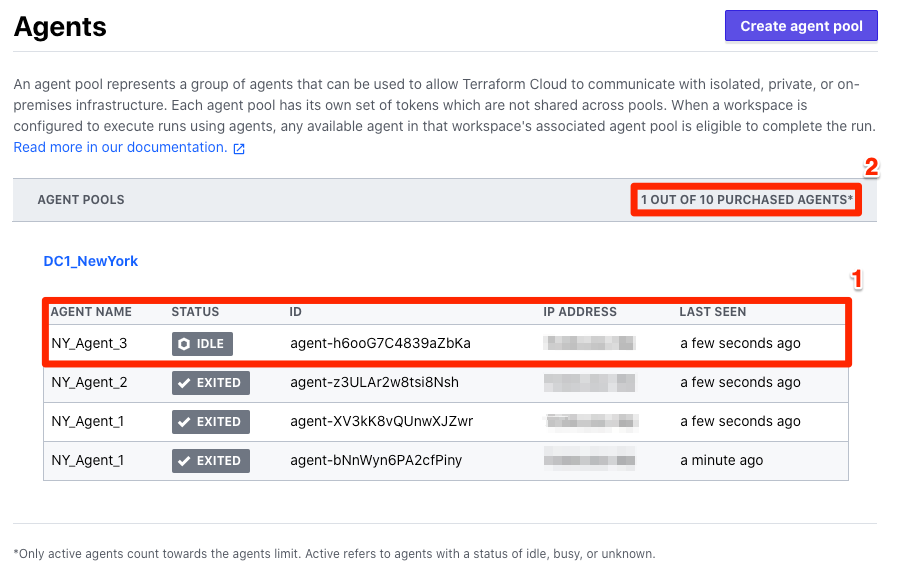 Agents
Create agent pool
An agent pool represents a group of agents that can be used to allow Terraform Cloud to communicate with isolated, private, or on-
premises infrastructure. Each agent pool has its own set of tokens which are not shared across pools. When a workspace is
configured to execute runs using agents, any available agent in that workspace's associated agent pool is eligible to complete the run.
Read more in our documentation.
2
AGENT POOLS 1 OUT OF 10 PURCHASED AGENTS*
DC1_NewYork
1
AGENT NAME STATUS ID IP ADDRESS LAST SEEN
NY_Agent_3 IDLE agent-h6ooG7C4839aZbKa a few seconds ago
NY_Agent_2 EXITED agent-z3ULAr2w8tsi8Nsh a few seconds ago
NY_Agent_1 EXITED agent-XV3kK8vQUnwXJZwr a few seconds ago
NY_Agent_1 EXITED agent-bNnWyn6PA2cfPiny a minute ago
*Only active agents count towards the agents limit. Active refers to agents with a status of idle, busy, or unknown.